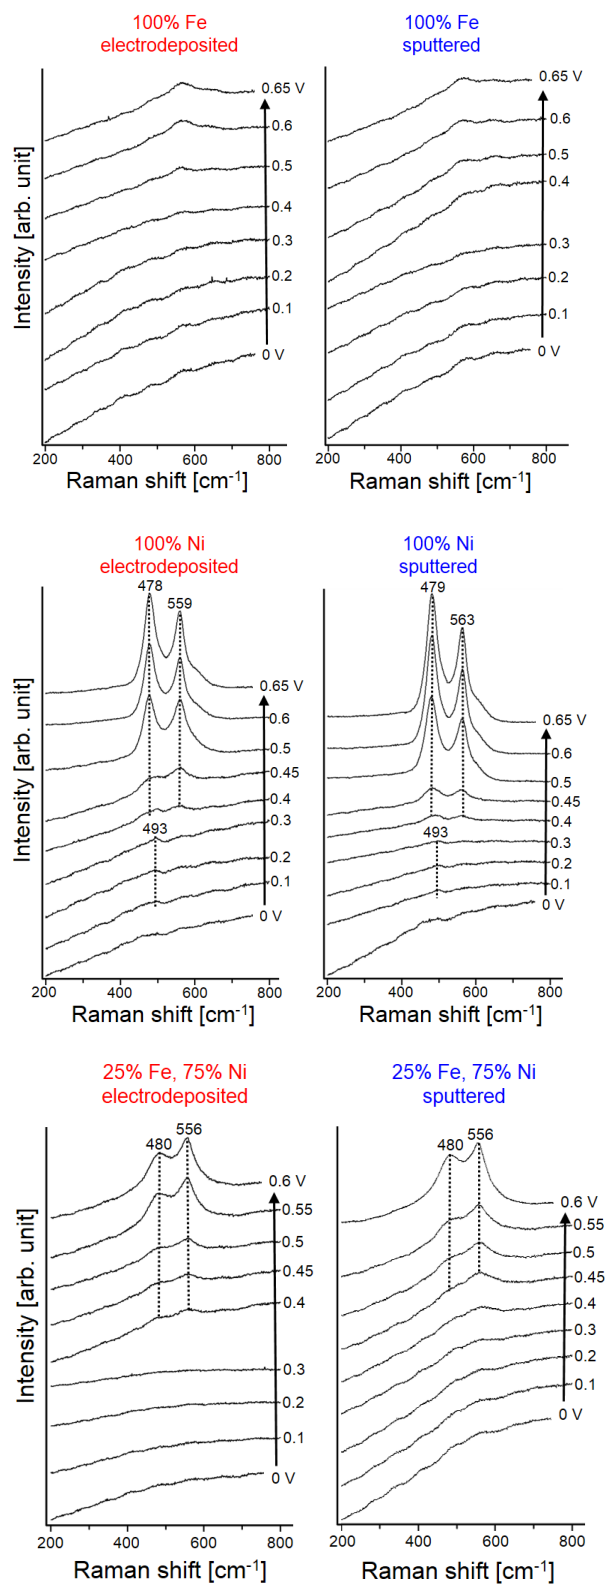 100% Fe
electrodeposited
100% Fe
sputtered
Intensity [arb. unit]
0.65 V
0.6
0.5
0.4
0.3
0.2
0.1
0 V
200 400 600 800
Raman shift [cm-1]
0.65 V
0.6
0.5
0.4
0.3
0.2
0.1
0 V
200 400 600 800
Raman shift [cm-1]
100% Ni
electrodeposited
100% Ni
sputtered
Intensity [arb. unit]
478
559
493
0.65 V
0.6
0.5
0.45
0.4
0.3
0.2
0.1
0 V
200 400 600 800
Raman shift [cm-1]
479
563
493
0.65 V
0.6
0.5
0.45
0.4
0.3
0.2
0.1
0 V
200 400 600 800
Raman shift [cm-1]
25% Fe, 75% Ni
electrodeposited
25% Fe, 75% Ni
sputtered
Intensity [arb. unit]
480
556
0.6 V
0.55
0.5
0.45
0.4
0.3
0.2
0.1
0 V
200 400 600 800
Raman shift [cm-1]
480
556
0.6 V
0.55
0.5
0.45
0.4
0.3
0.2
0.1
0 V
200 400 600 800
Raman shift [cm-1]